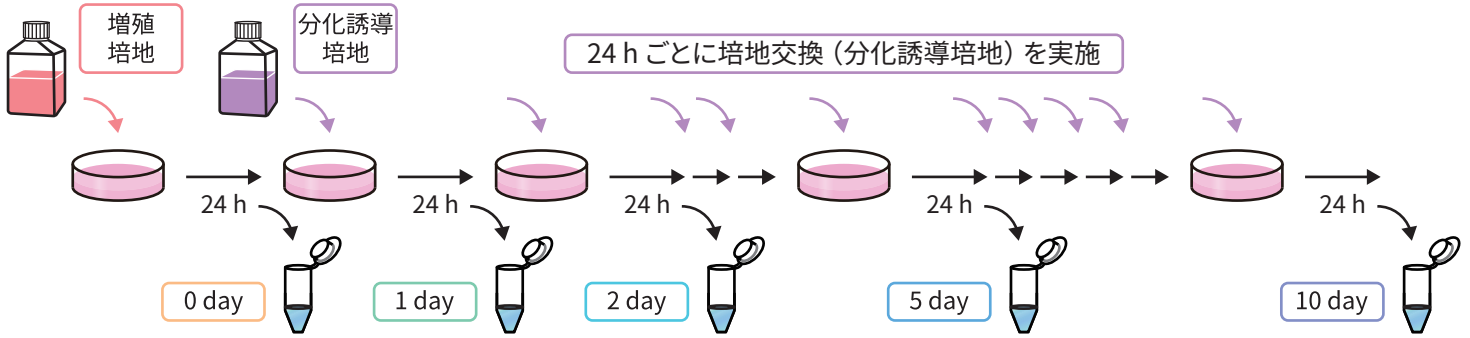 増殖
培地
分化誘導
培地
24 h ごとに培地交換（分化誘導培地）を実施
24 h
24 h
24 h
24 h
24 h
0 day
1 day
2 day
5 day
10 day